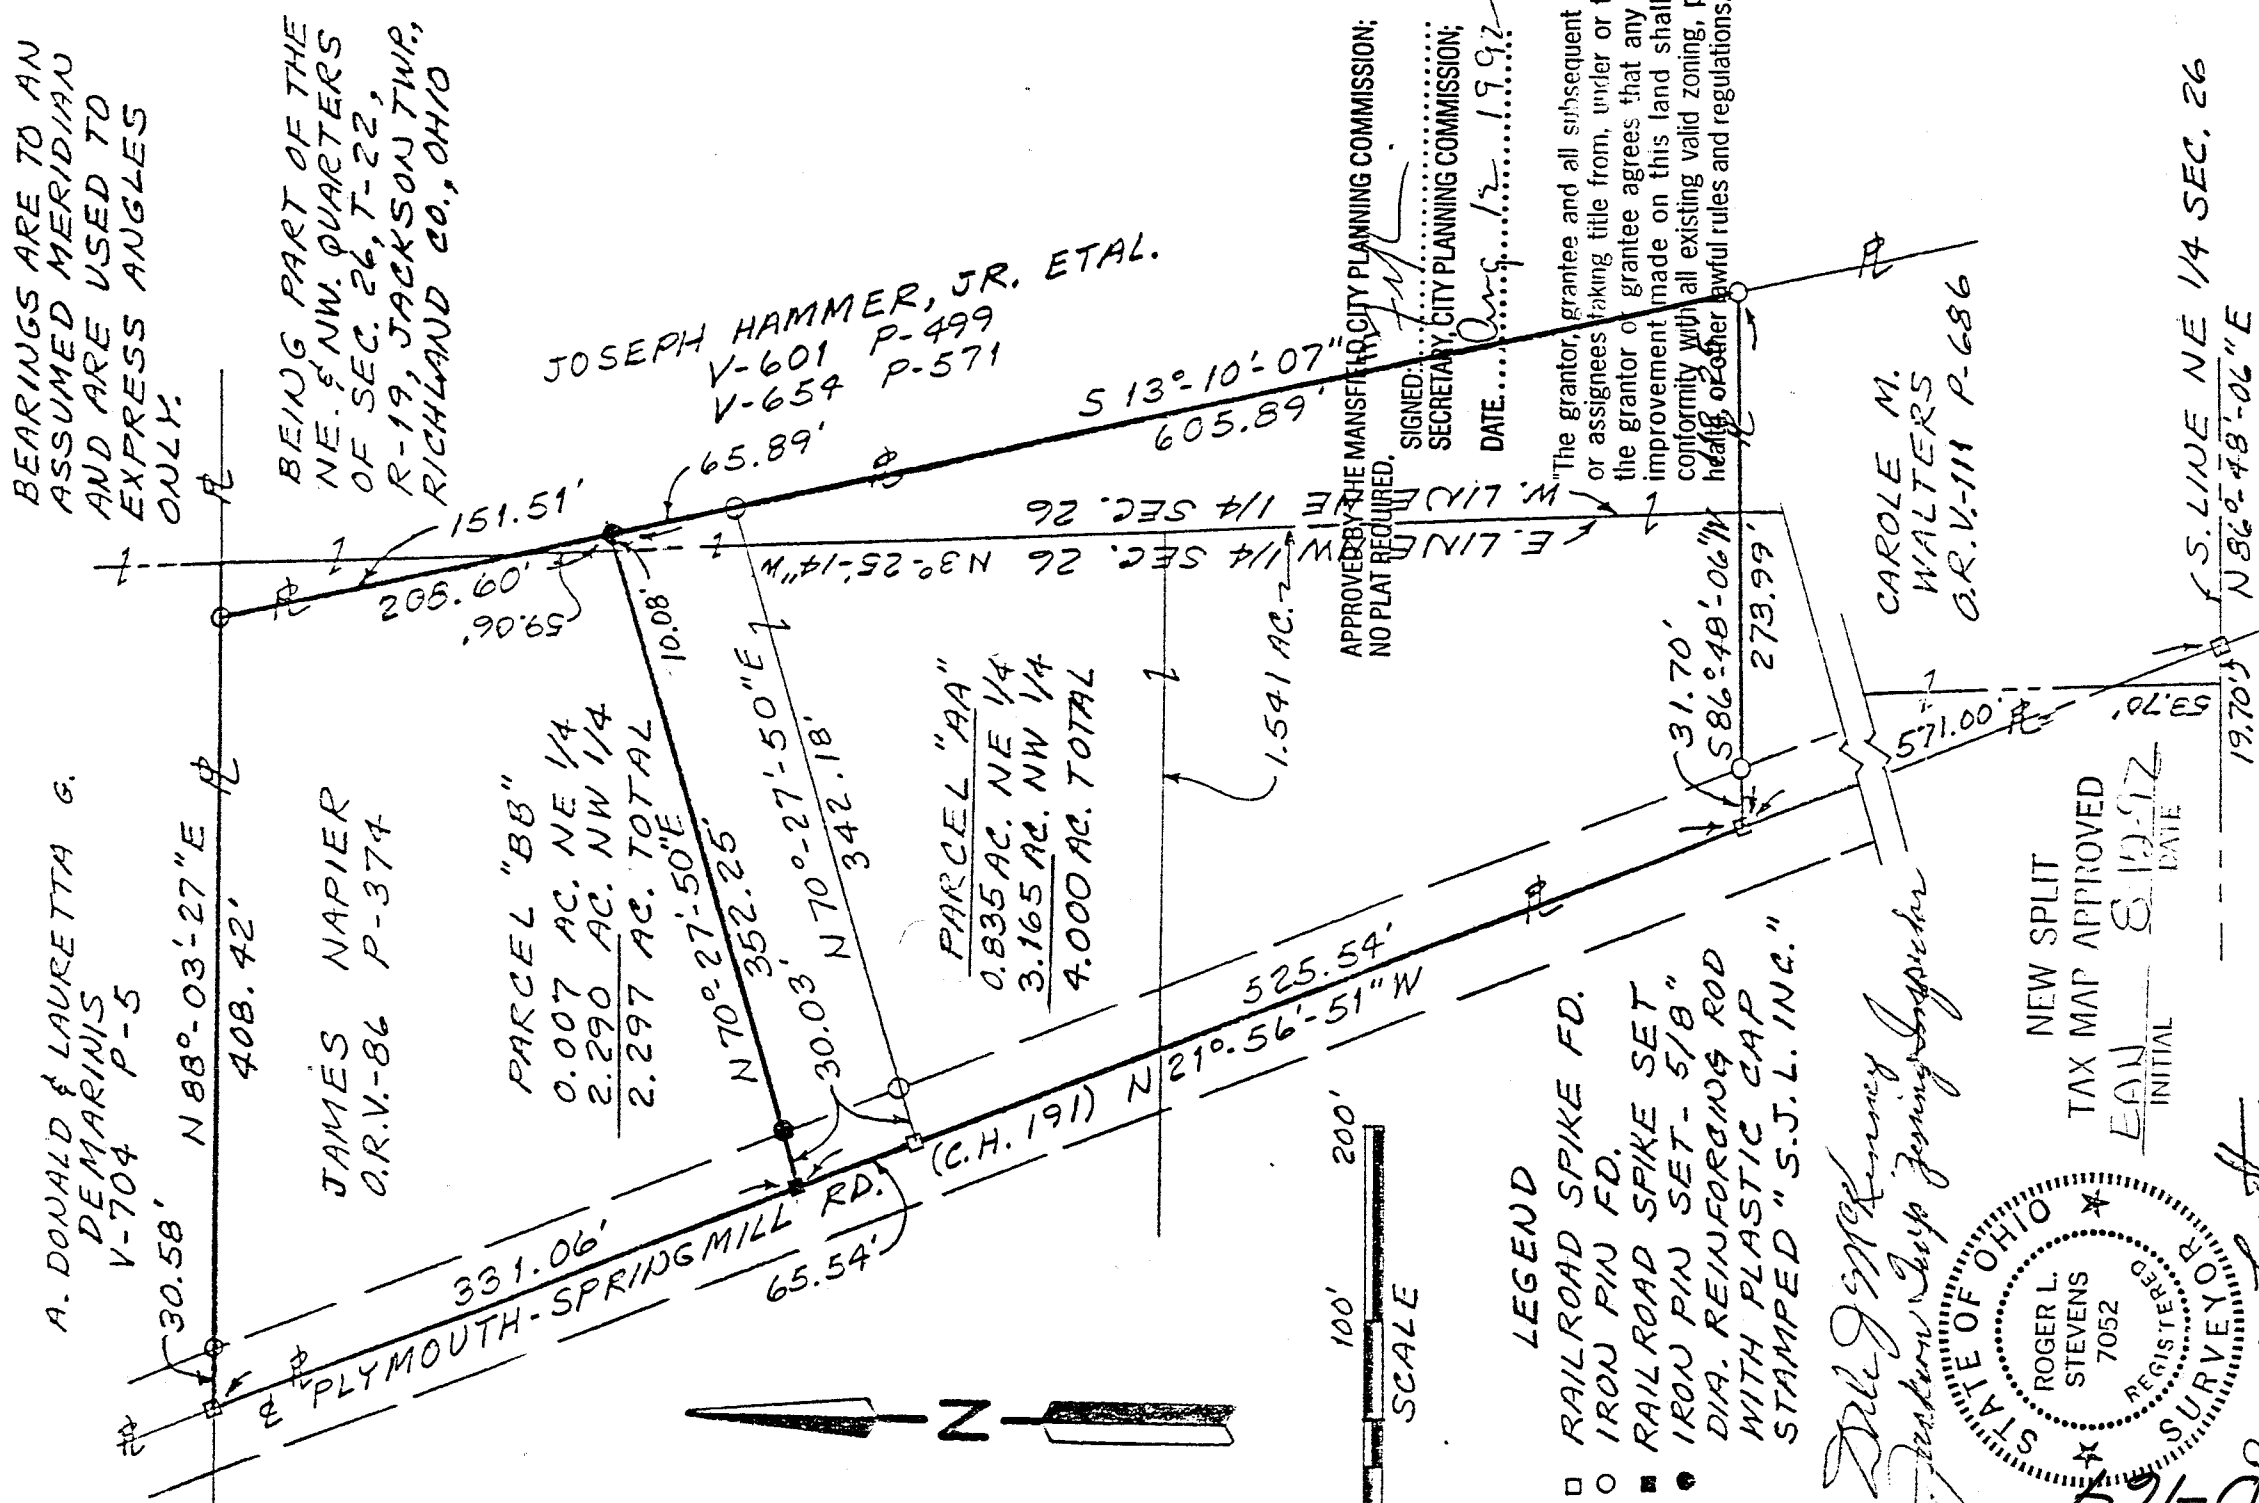 BEARINGS ARE TO AN
ASSUMED MERIDIAN
AND ARE USED TO
EXPRESS ANGLES
ONLY.
BEING PART OF THE
NE. & NW. QUARTERS
OF SEC. 26, T-22,
R-19, JACKSON TWP.,
RICHLAND CO., OHIO
A. DONALD & LAURETTA G.
DEMARINIS
V-704 P-5
30.58'
N 88°-03'-27" E
408.42'
JAMES NAPIER
O.R.V.-86 P-374
151.51'
208.60'
59.06'
JOSEPH HAMMER, JR. ETAL.
V-601 P-499
V-654 P-571
65.89'
S 13°-10'-07"
605.89'
PARCEL "BB"
0.007 AC. NE 1/4
2.290 AC. NW 1/4
2.297 AC. TOTAL
N 70°-27'-50" E
352.25'
10.08'
30.03'
N 70°-27'-50" E
342.18'
PARCEL "AA"
0.835 AC. NE 1/4
3.165 AC. NW 1/4
4.000 AC. TOTAL
1.541 AC.
W. LINE NE 1/4 SEC. 26
E. LINE NW 1/4 SEC. 26 N3°-25'-14"W
331.06'
PLYMOUTH-SPRINGMILL RD. (C.H. 191)
65.54'
N 21°-56'-51" W
525.54'
31.70'
S 86°-48'-06" W
273.99'
CAROLE M.
WALTERS
O.R.V.-111 P-686
571.00'
53.70'
19.70'
S. LINE NE 1/4 SEC. 26
N 86°-48'-06" E
APPROVED BY THE MANSFIELD CITY PLANNING COMMISSION;
NO PLAT REQUIRED.
SIGNED:
SECRETARY, CITY PLANNING COMMISSION;
DATE. Aug 12 1992
"The grantor, grantee and all subsequent
or assignees taking title from, under or
the grantor or grantee agrees that any
improvement made on this land shall
conformity with all existing valid zoning,
health, or other lawful rules and regulations.
N
100' 200'
SCALE
LEGEND
□ RAILROAD SPIKE FD.
○ IRON PIN FD.
■ RAILROAD SPIKE SET
● IRON PIN SET- 5/8"
DIA. REINFORCING ROD
WITH PLASTIC CAP
STAMPED "S.J.L. INC."
Zoning Inspector
NEW SPLIT
TAX MAP APPROVED
EAN 8-12-92
INITIAL DATE
STATE OF OHIO
ROGER L.
STEVENS
7052
REGISTERED
SURVEYOR